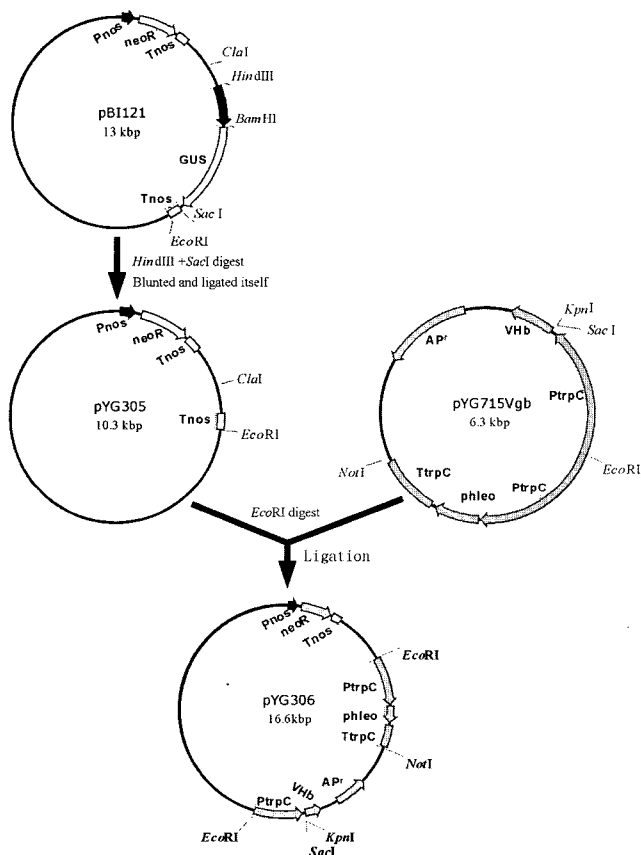 Pnos
neoR
Tnos
ClaI
HindIII
pBI121
13 kbp
BamHI
GUS
Tnos
Sac I
EcoRI
HindIII +SacI digest
Blunted and ligated itself
Pnos
neoR
Tnos
ClaI
pYG305
10.3 kbp
Tnos
EcoRI
KpnI
VHb
Sac I
APr
PtrpC
pYG715Vgb
6.3 kbp
NotI
TtrpC
EcoRI
phleo
PtrpC
EcoRI digest
Ligation
Pnos
neoR
Tnos
EcoRI
PtrpC
pYG306
16.6kbp
phleo
TtrpC
NotI
APr
VHb
PtrpC
EcoRI
KpnI
SacI